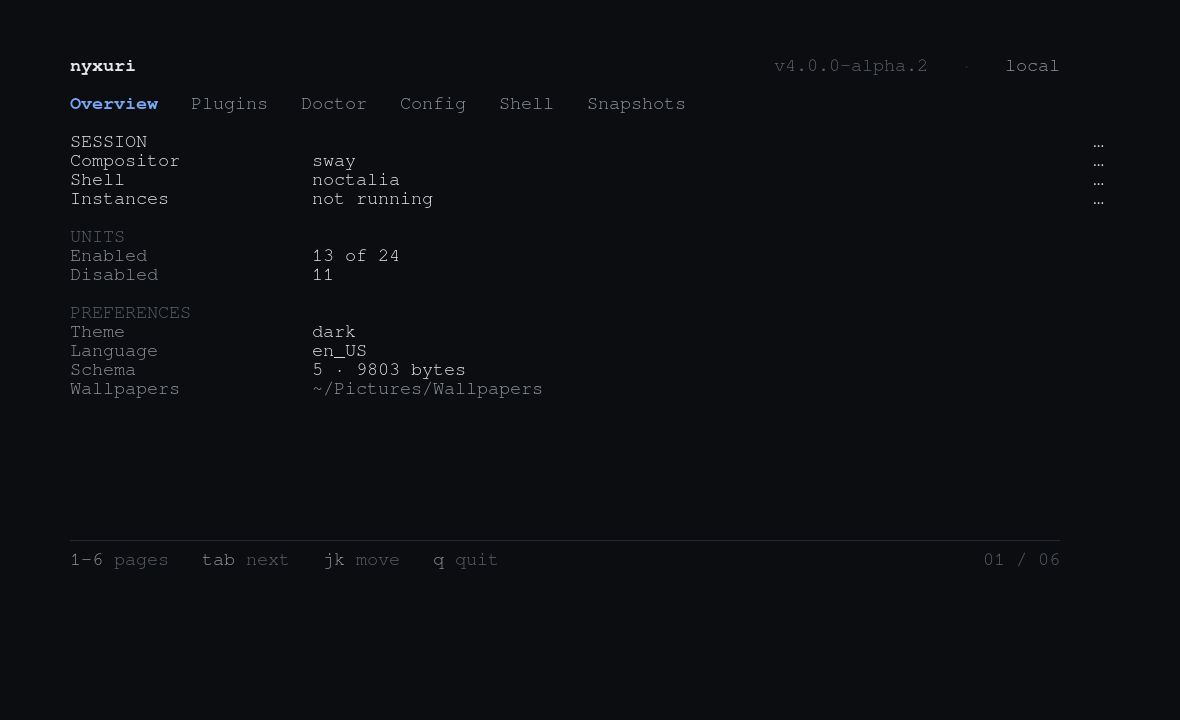 nyxuri v4.0.0-alpha.2 · local
Overview Plugins Doctor Config Shell Snapshots
SESSION …
Compositor sway …
Shell noctalia …
Instances not running …
UNITS
Enabled 13 of 24
Disabled 11
PREFERENCES
Theme dark
Language en_US
Schema 5 · 9803 bytes
Wallpapers ~/Pictures/Wallpapers
1-6 pages tab next jk move q quit 01 / 06